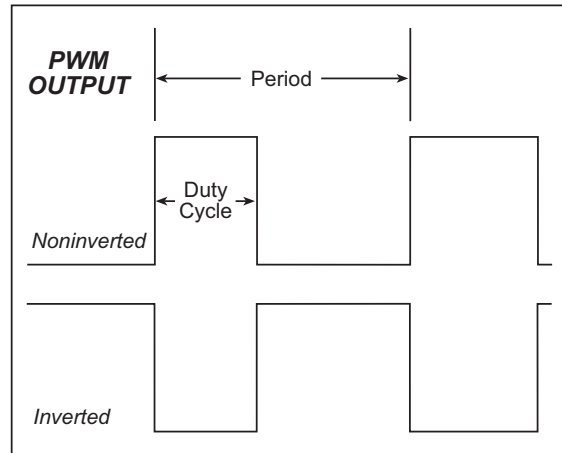 PWM
OUTPUT
Period
Duty
Cycle
Noninverted
Inverted